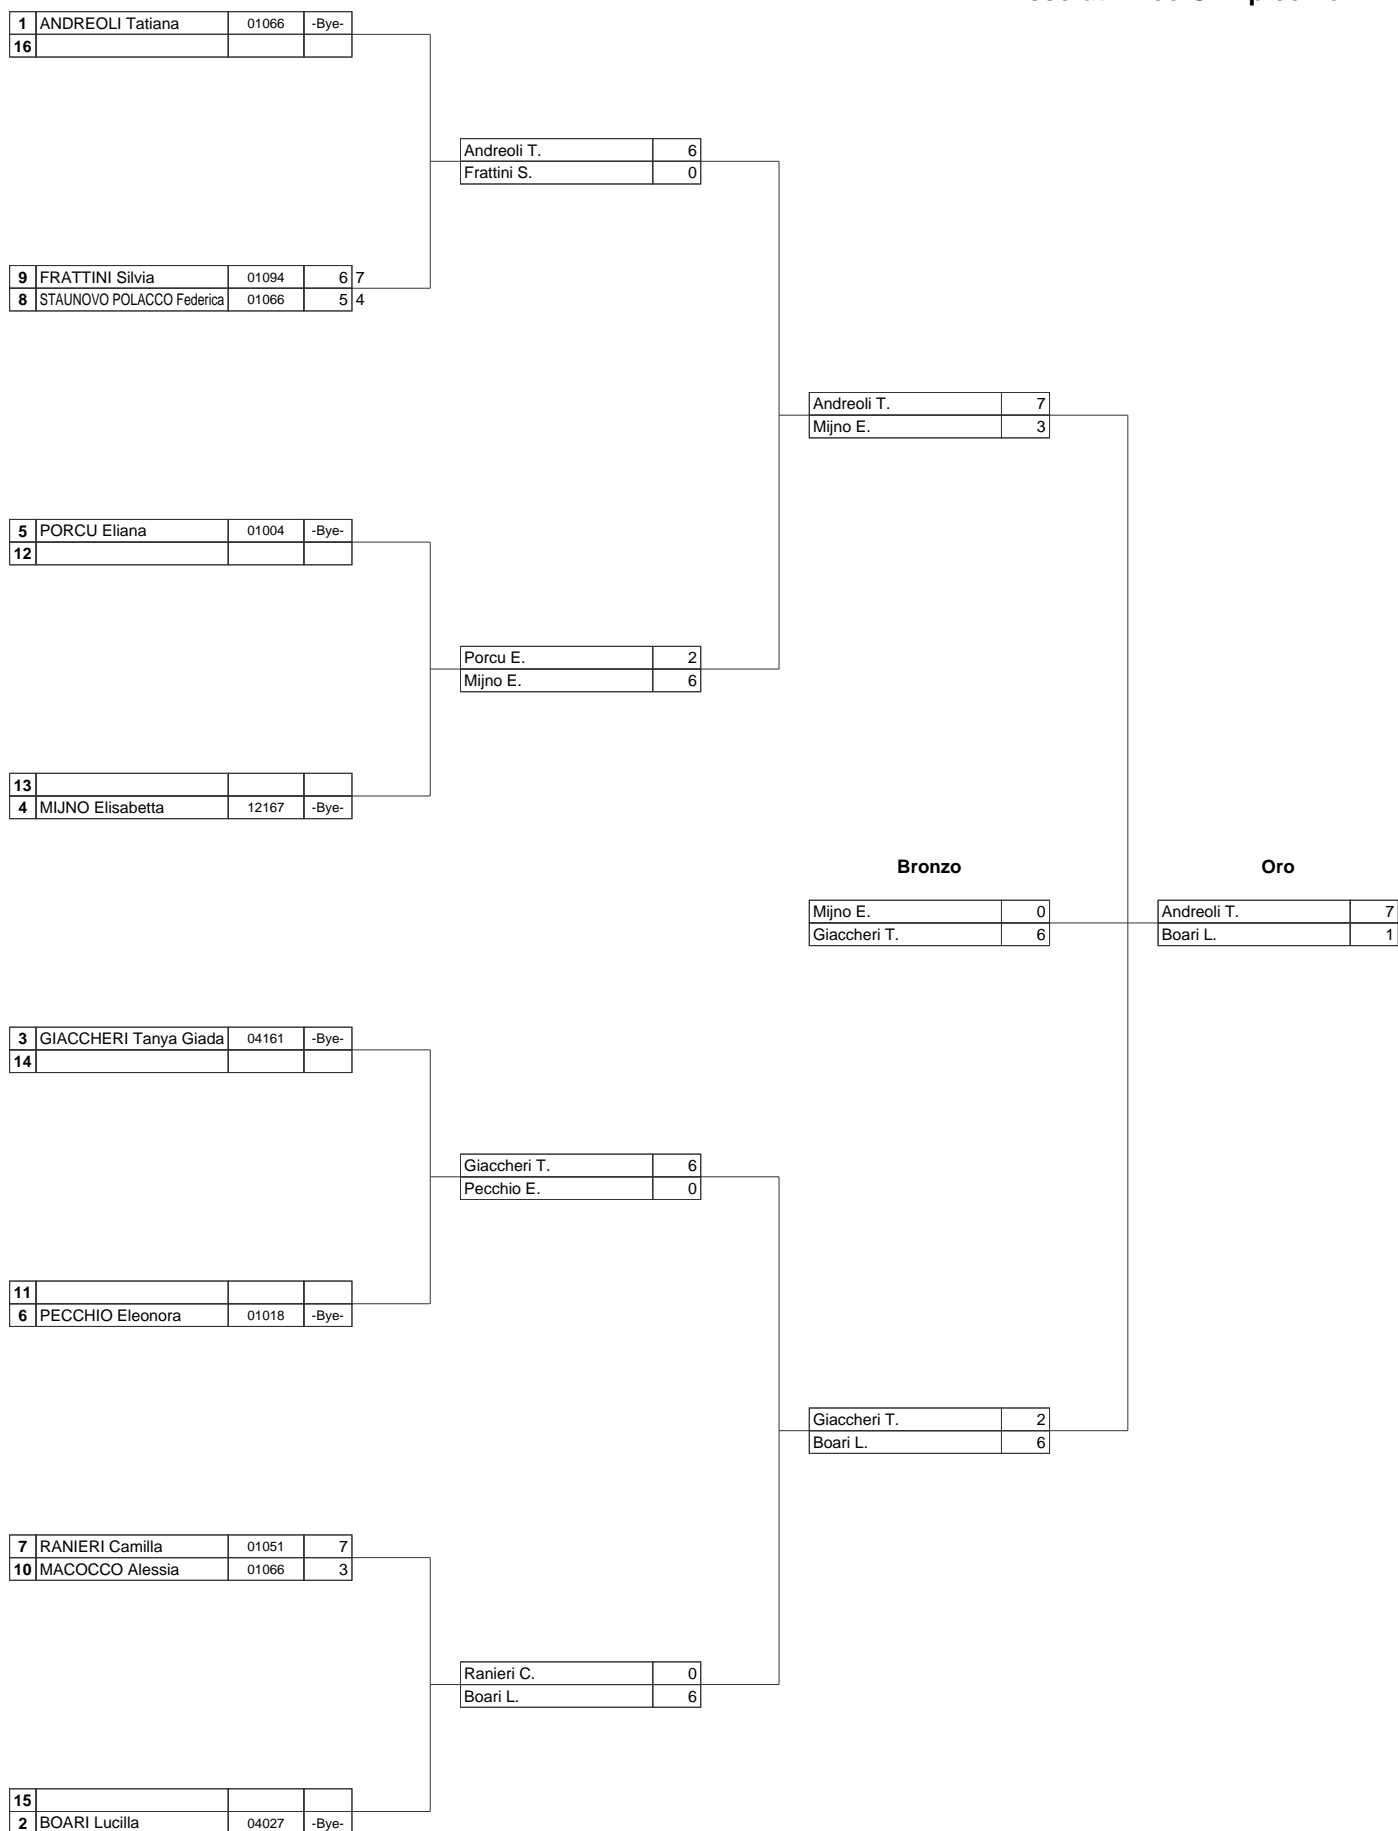 1 ANDREOLI Tatiana 01066 -Bye-
16
Andreoli T. 6
Frattini S. 0
9 FRATTINI Silvia 01094 6 7
8 STAUNOVO POLACCO Federica 01066 5 4
Andreoli T. 7
Mijno E. 3
5 PORCU Eliana 01004 -Bye-
12
Porcu E. 2
Mijno E. 6
13
4 MIJNO Elisabetta 12167 -Bye-
Bronzo Oro
Mijno E. 0 Andreoli T. 7
Giaccheri T. 6 Boari L. 1
3 GIACCHERI Tanya Giada 04161 -Bye-
14
Giaccheri T. 6
Pecchio E. 0
11
6 PECCHIO Eleonora 01018 -Bye-
Giaccheri T. 2
Boari L. 6
7 RANIERI Camilla 01051 7
10 MACOCCO Alessia 01066 3
Ranieri C. 0
Boari L. 6
15
2 BOARI Lucilla 04027 -Bye-